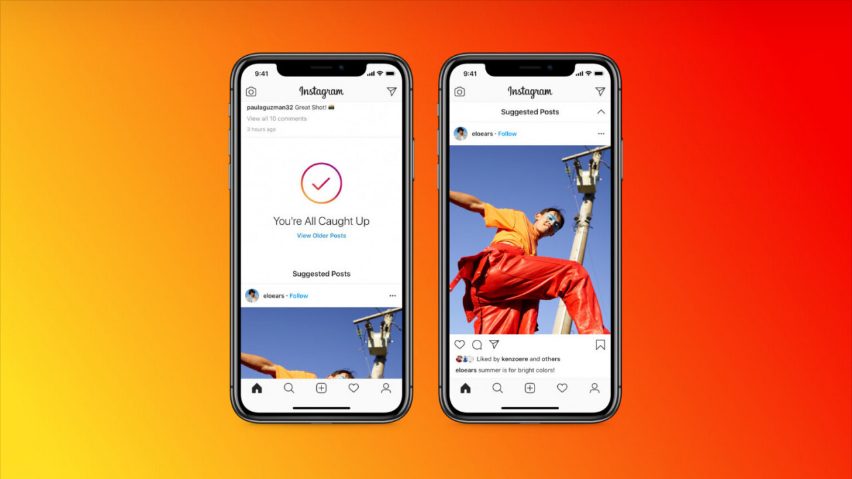 9:41
Instagram
paulaguzman32 Great Shot! 📸
View all 10 comments
3 hours ago
You're All Caught Up
View Older Posts
Suggested Posts
eloears • Follow
9:41
Instagram
Suggested Posts
eloears • Follow
Liked by kenzoere and others
eloears summer is for bright colors!